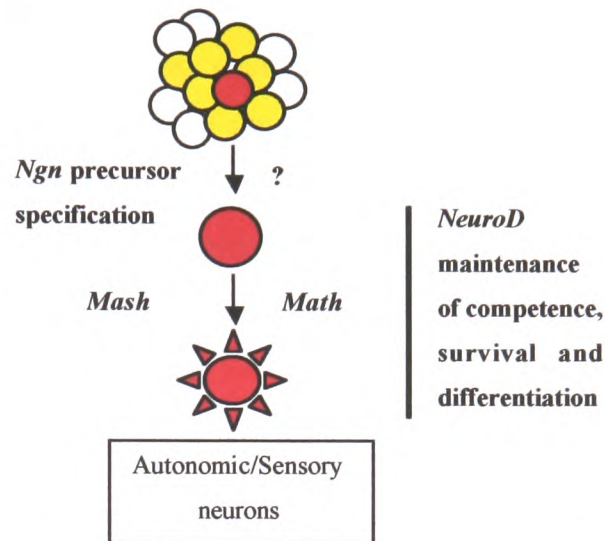 Ngn precursor
specification
?
Mash
Math
NeuroD
maintenance
of competence,
survival and
differentiation
Autonomic/Sensory
neurons